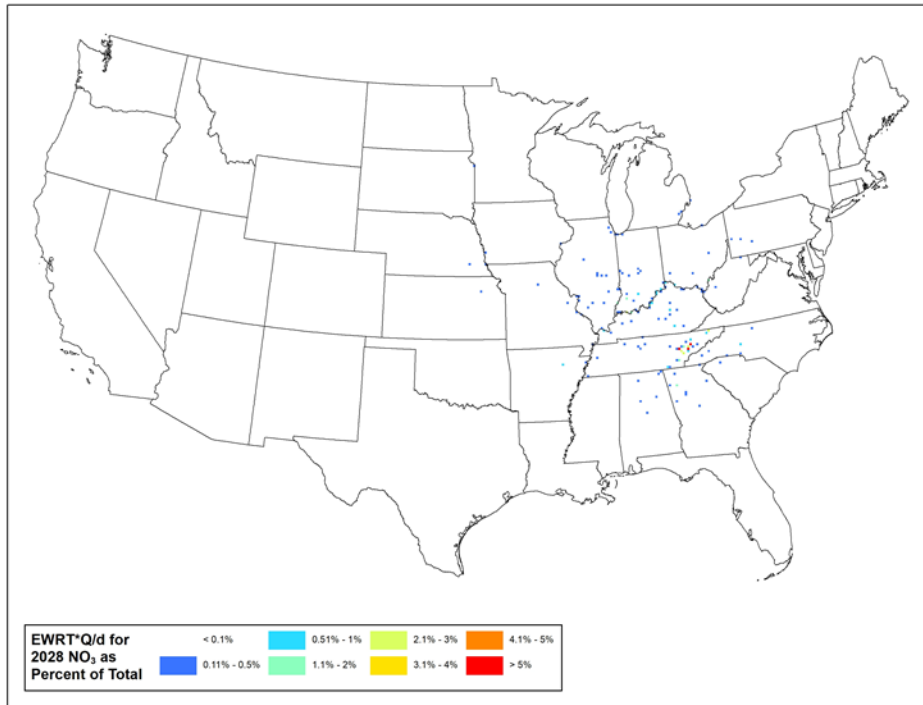 EWRT*Q/d for
2028 NO₃ as
Percent of Total
< 0.1%
0.51% - 1%
2.1% - 3%
4.1% - 5%
0.11% - 0.5%
1.1% - 2%
3.1% - 4%
> 5%